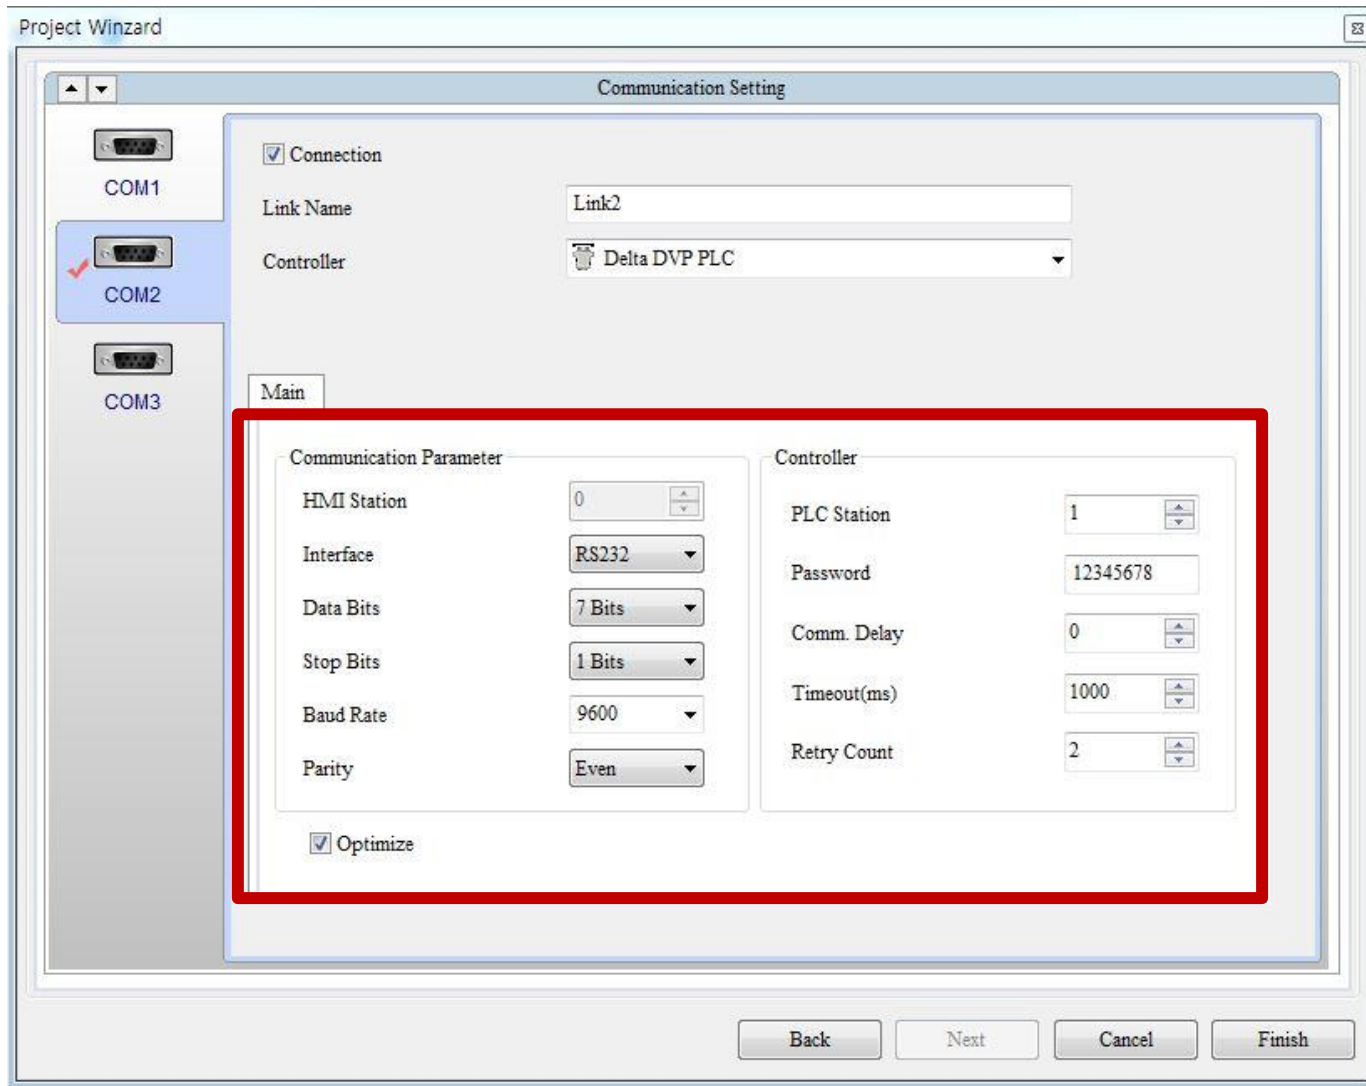 Project Winzard
Communication Setting
COM1
COM2
COM3
Connection
Link Name
Link2
Controller
Delta DVP PLC
Main
Communication Parameter
HMI Station
0
Interface
RS232
Data Bits
7 Bits
Stop Bits
1 Bits
Baud Rate
9600
Parity
Even
Optimize
Controller
PLC Station
1
Password
12345678
Comm. Delay
0
Timeout(ms)
1000
Retry Count
2
Back
Next
Cancel
Finish